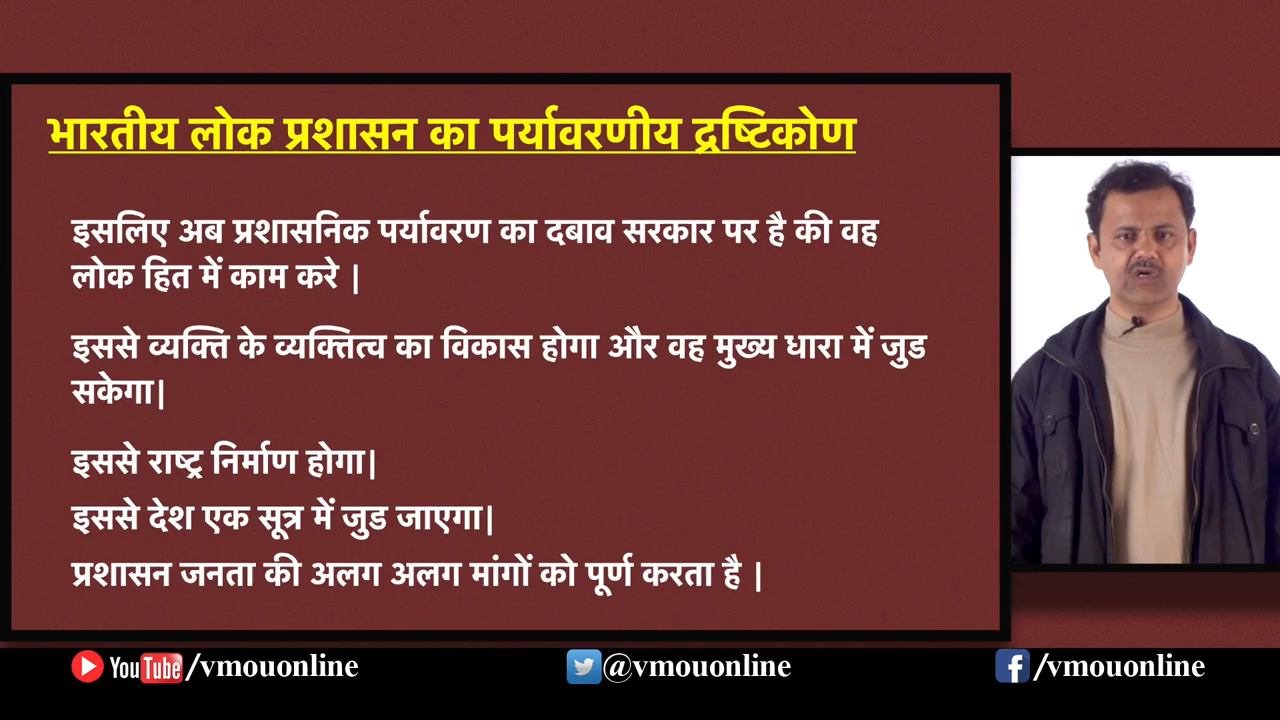 भारतीय लोक प्रशासन का पर्यावरणीय द्रष्टिकोण
इसलिए अब प्रशासनिक पर्यावरण का दबाव सरकार पर है की वह
लोक हित में काम करे |
इससे व्यक्ति के व्यक्तित्व का विकास होगा और वह मुख्य धारा में जुड
सकेगा|
इससे राष्ट्र निर्माण होगा|
इससे देश एक सूत्र में जुड जाएगा|
प्रशासन जनता की अलग अलग मांगों को पूर्ण करता है |
YouTube/vmouonline
@vmouonline
f/vmouonline